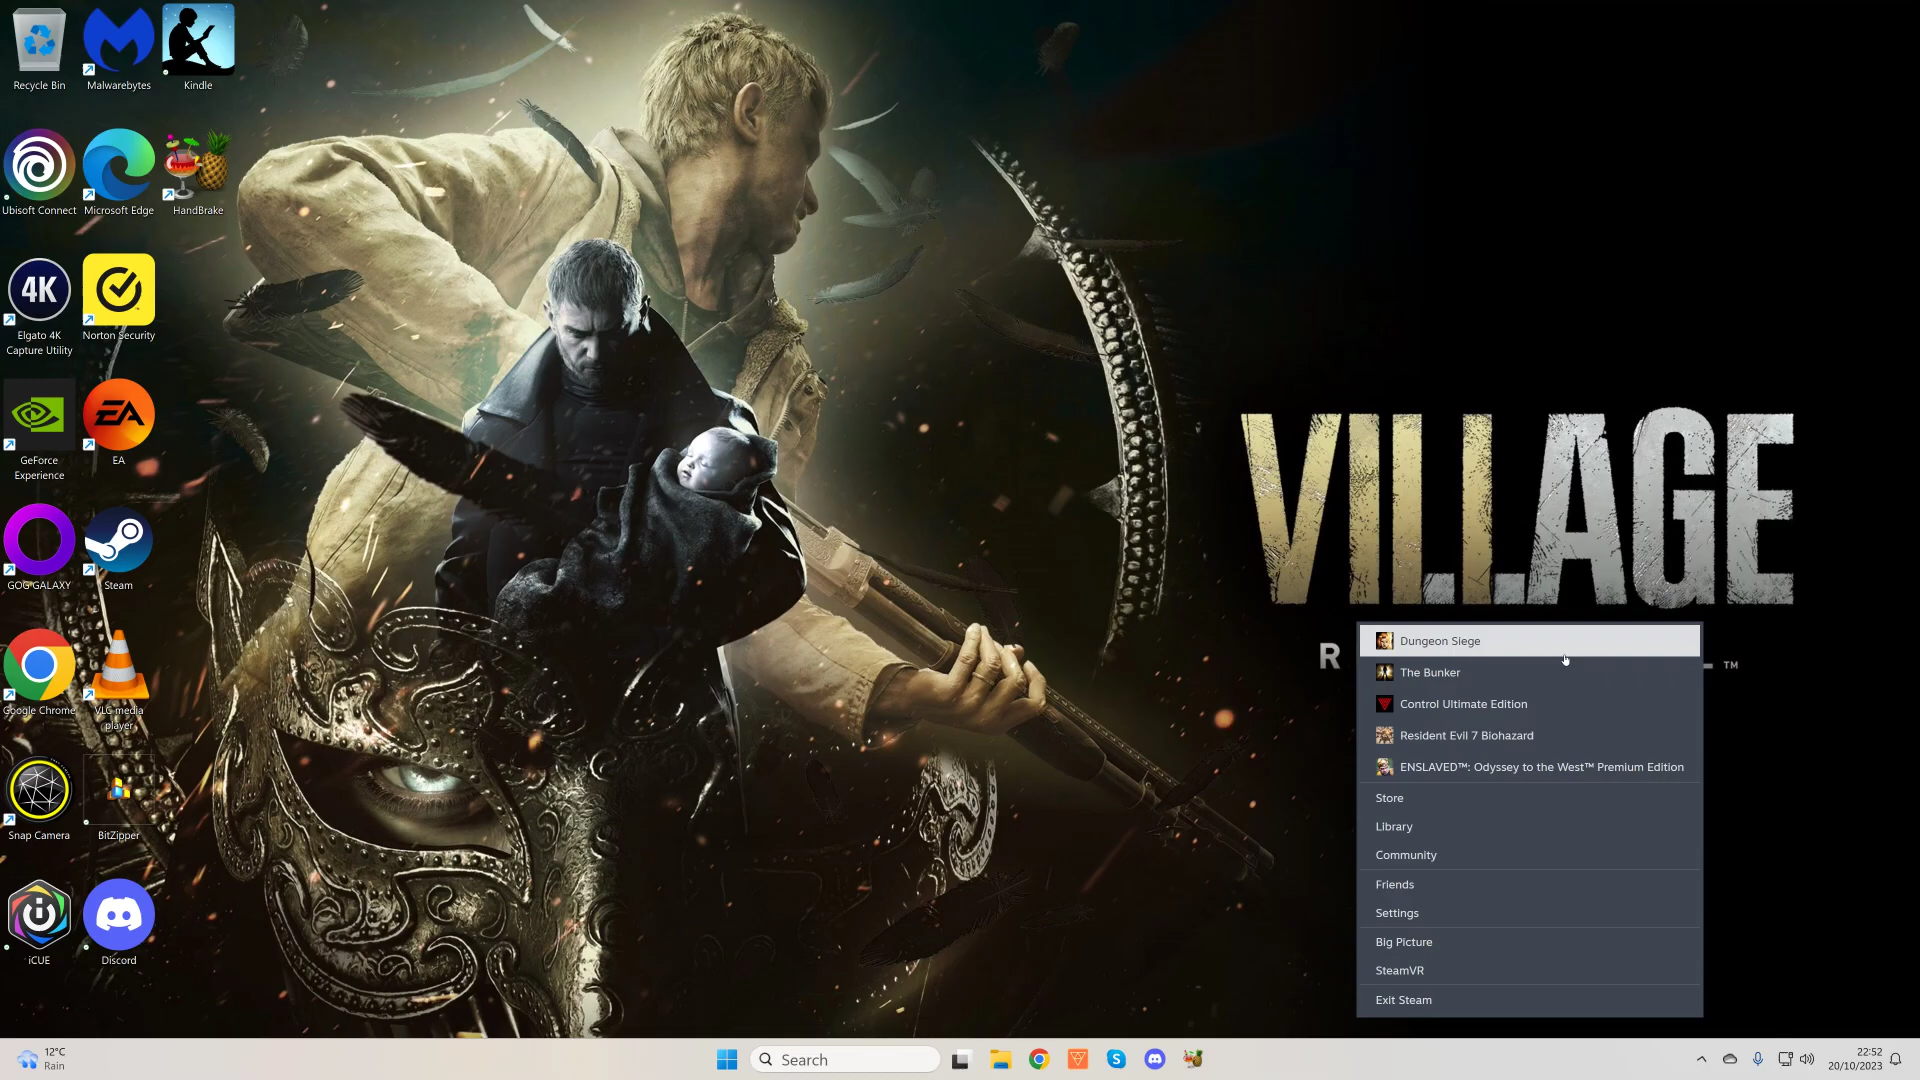 Recycle Bin
Malwarebytes
Kindle
Ubisoft Connect
Microsoft Edge
HandBrake
4K
Elgato 4K
Capture Utility
Norton Security
GeForce
Experience
EA
EA
GOG GALAXY
Steam
Google Chrome
VLC media
player
Snap Camera
BitZipper
iCUE
Discord
VILLAGE
R
L ™
Dungeon Siege
The Bunker
Control Ultimate Edition
Resident Evil 7 Biohazard
ENSLAVED™: Odyssey to the West™ Premium Edition
Store
Library
Community
Friends
Settings
Big Picture
SteamVR
Exit Steam
12°C
Rain
Search
22:52
20/10/2023